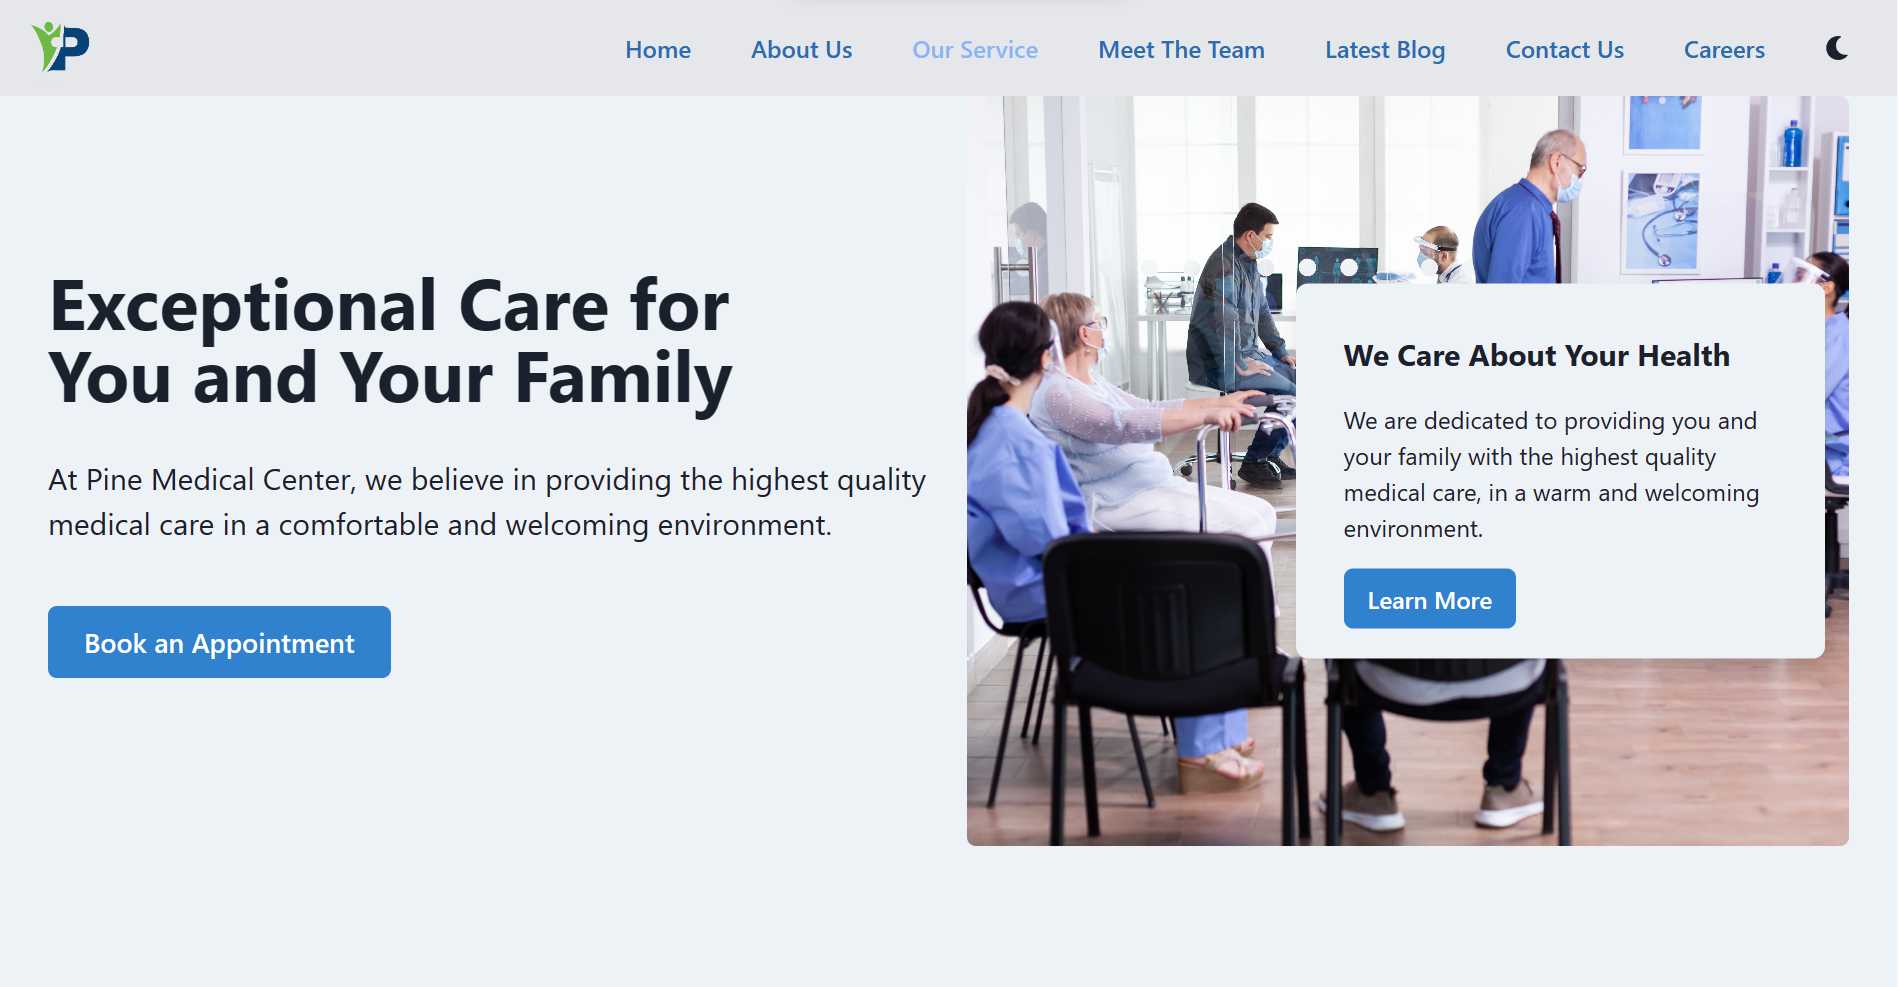 P
Home
About Us
Our Service
Meet The Team
Latest Blog
Contact Us
Careers
Exceptional Care for
You and Your Family
At Pine Medical Center, we believe in providing the highest quality
medical care in a comfortable and welcoming environment.
Book an Appointment
We Care About Your Health
We are dedicated to providing you and
your family with the highest quality
medical care, in a warm and welcoming
environment.
Learn More